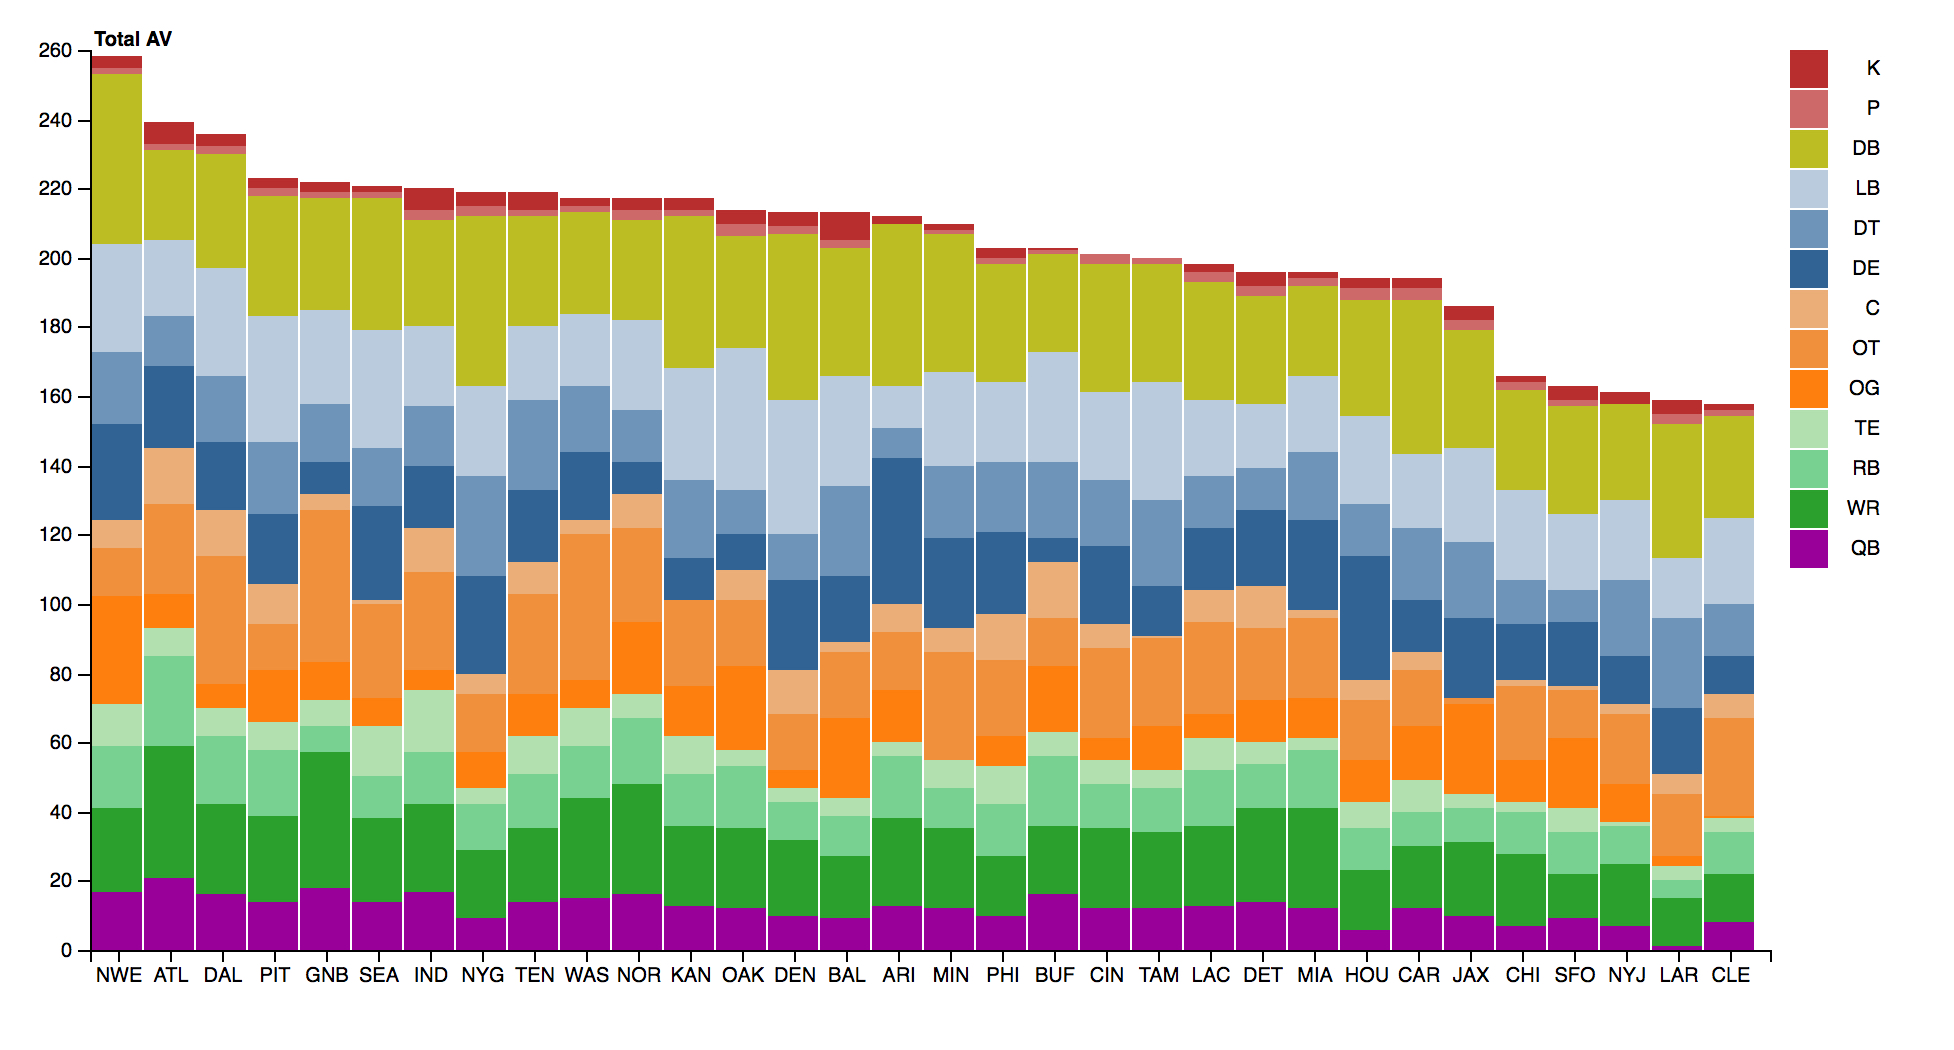 Total AV
260
240
220
200
180
160
140
120
100
80
60
40
20
0
NWE ATL DAL PIT GNB SEA IND NYG TEN WAS NOR KAN OAK DEN BAL ARI MIN PHI BUF CIN TAM LAC DET MIA HOU CAR JAX CHI SFO NYJ LAR CLE
K
P
DB
LB
DT
DE
C
OT
OG
TE
RB
WR
QB